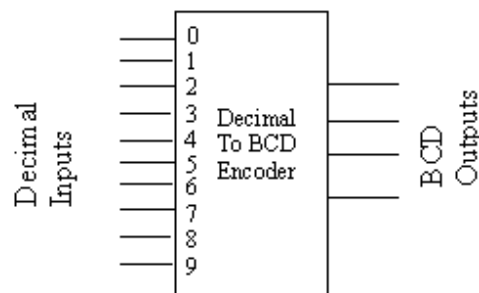 Decimal
Inputs
0
1
2
3
4
5
6
7
8
9
Decimal
To BCD
Encoder
BCD
Outputs